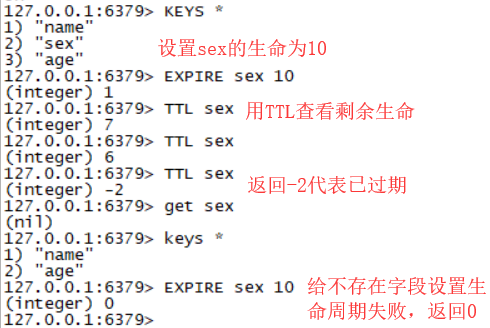 127.0.0.1:6379> KEYS *
1) "name"
2) "sex"
3) "age"
设置sex的生命为10
127.0.0.1:6379> EXPIRE sex 10
(integer) 1
127.0.0.1:6379> TTL sex
用TTL查看剩余生命
(integer) 7
127.0.0.1:6379> TTL sex
(integer) 6
127.0.0.1:6379> TTL sex
(integer) -2
返回-2代表已过期
127.0.0.1:6379> get sex
(nil)
127.0.0.1:6379> keys *
1) "name"
2) "age"
127.0.0.1:6379> EXPIRE sex 10
给不存在字段设置生
命周期失败，返回0
(integer) 0
127.0.0.1:6379>